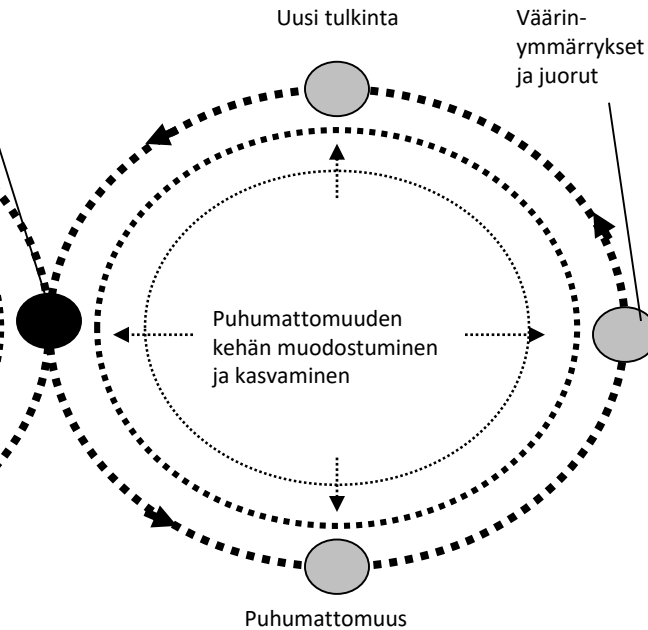 Uusi tulkinta
Väärin-
ymmärrykset
ja juorut
Puhumattomuuden
kehän muodostuminen
ja kasvaminen
Puhumattomuus